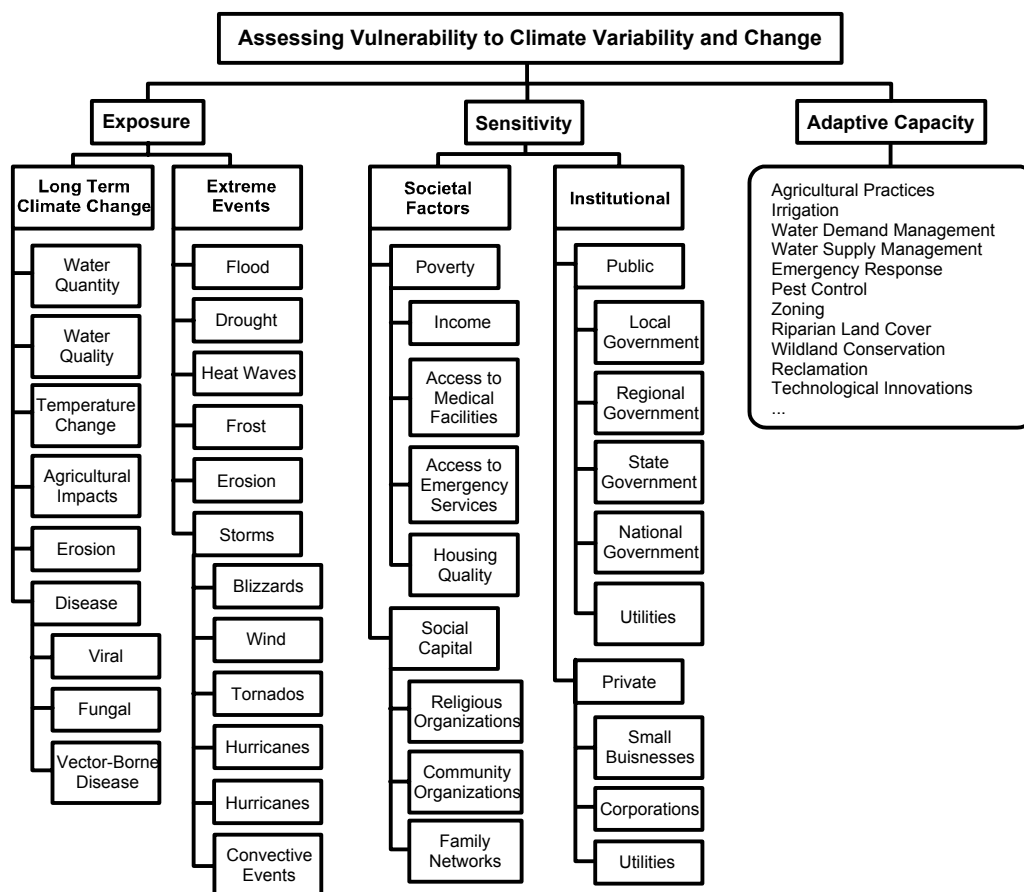 Assessing Vulnerability to Climate Variability and Change
Exposure
Long Term
Climate Change
Water
Quantity
Water
Quality
Temperature
Change
Agricultural
Impacts
Erosion
Disease
Viral
Fungal
Vector-Borne
Disease
Extreme
Events
Flood
Drought
Heat Waves
Frost
Erosion
Storms
Blizzards
Wind
Tornados
Hurricanes
Hurricanes
Convective
Events
Sensitivity
Societal
Factors
Poverty
Income
Access to
Medical
Facilities
Access to
Emergency
Services
Housing
Quality
Social
Capital
Religious
Organizations
Community
Organizations
Family
Networks
Institutional
Public
Local
Government
Regional
Government
State
Government
National
Government
Utilities
Private
Small
Buisnesses
Corporations
Utilities
Adaptive Capacity
Agricultural Practices
Irrigation
Water Demand Management
Water Supply Management
Emergency Response
Pest Control
Zoning
Riparian Land Cover
Wildland Conservation
Reclamation
Technological Innovations
...